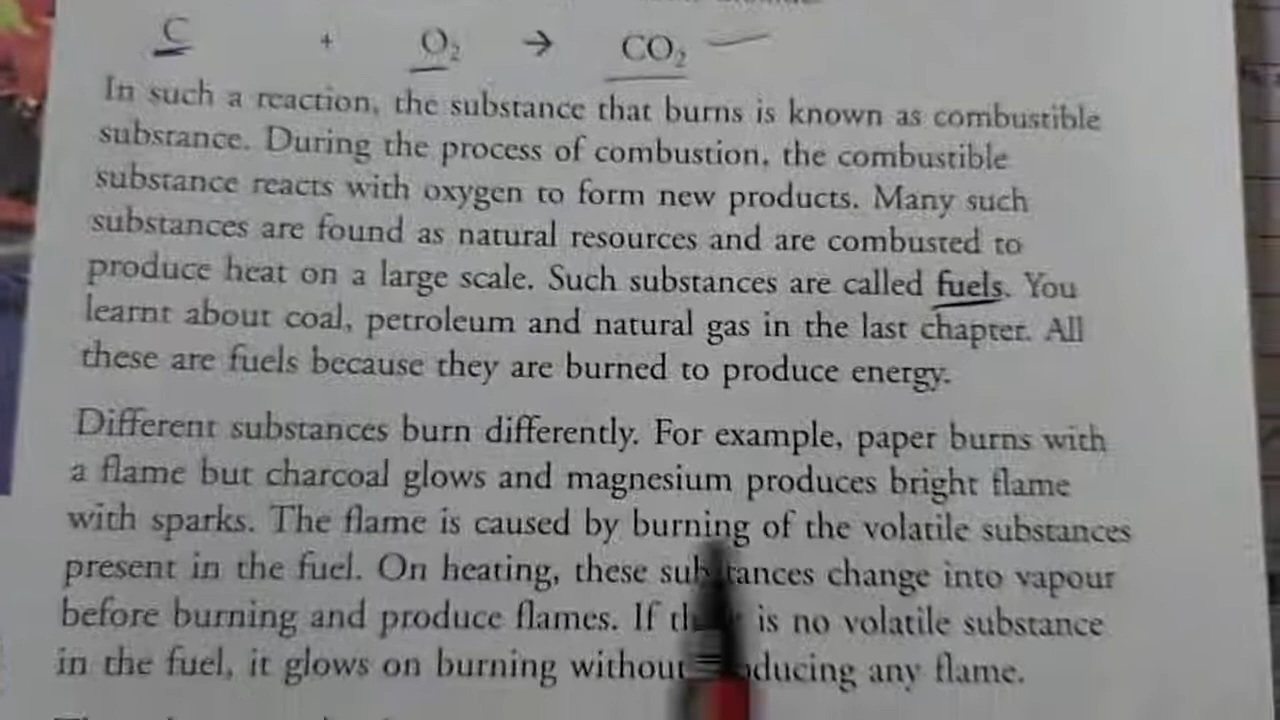 C + O₂ → CO₂
In such a reaction, the substance that burns is known as combustible
substance. During the process of combustion, the combustible
substance reacts with oxygen to form new products. Many such
substances are found as natural resources and are combusted to
produce heat on a large scale. Such substances are called fuels. You
learnt about coal, petroleum and natural gas in the last chapter. All
these are fuels because they are burned to produce energy.
Different substances burn differently. For example, paper burns with
a flame but charcoal glows and magnesium produces bright flame
with sparks. The flame is caused by burning of the volatile substances
present in the fuel. On heating, these substances change into vapour
before burning and produce flames. If there is no volatile substance
in the fuel, it glows on burning without producing any flame.